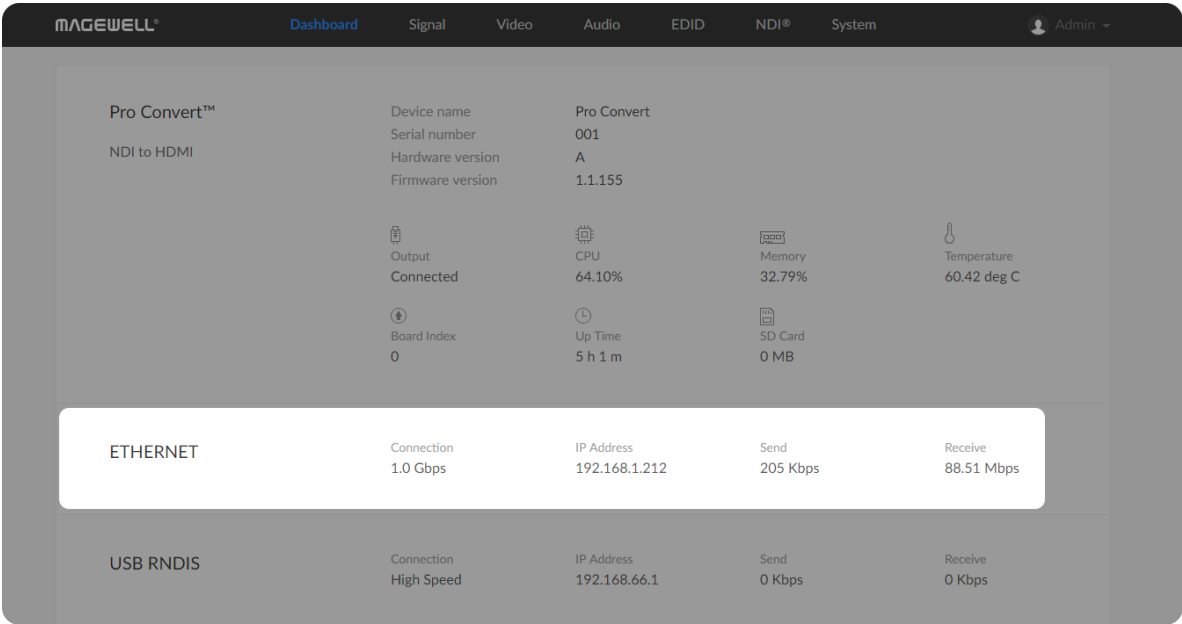 MAGEWELL® Dashboard Signal Video Audio EDID NDI® System Admin
Pro Convert™
NDI to HDMI
Device name Pro Convert
Serial number 001
Hardware version A
Firmware version 1.1.155
Output CPU Memory Temperature
Connected 64.10% 32.79% 60.42 deg C
Board Index Up Time SD Card
0 5 h 1 m 0 MB
ETHERNET
Connection IP Address Send Receive
1.0 Gbps 192.168.1.212 205 Kbps 88.51 Mbps
USB RNDIS
Connection IP Address Send Receive
High Speed 192.168.66.1 0 Kbps 0 Kbps